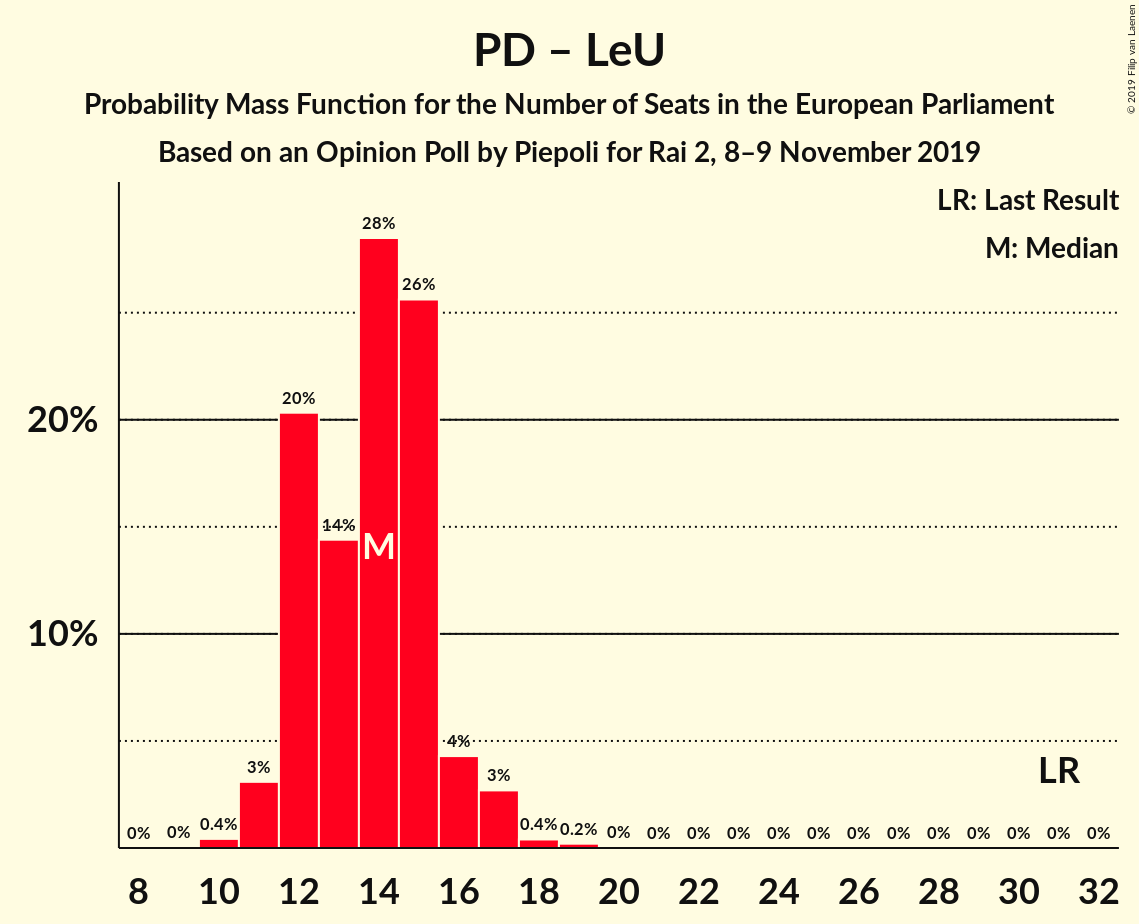 PD – LeU
Probability Mass Function for the Number of Seats in the European Parliament
Based on an Opinion Poll by Piepoli for Rai 2, 8–9 November 2019
© 2019 Filip van Laenen
LR: Last Result
M: Median
28%
26%
20%
20%
14%
M
10%
4%
3%
3%
LR
0% 0% 0.4% 0.4% 0.2% 0% 0% 0% 0% 0% 0% 0% 0% 0% 0% 0% 0% 0%
8 10 12 14 16 18 20 22 24 26 28 30 32